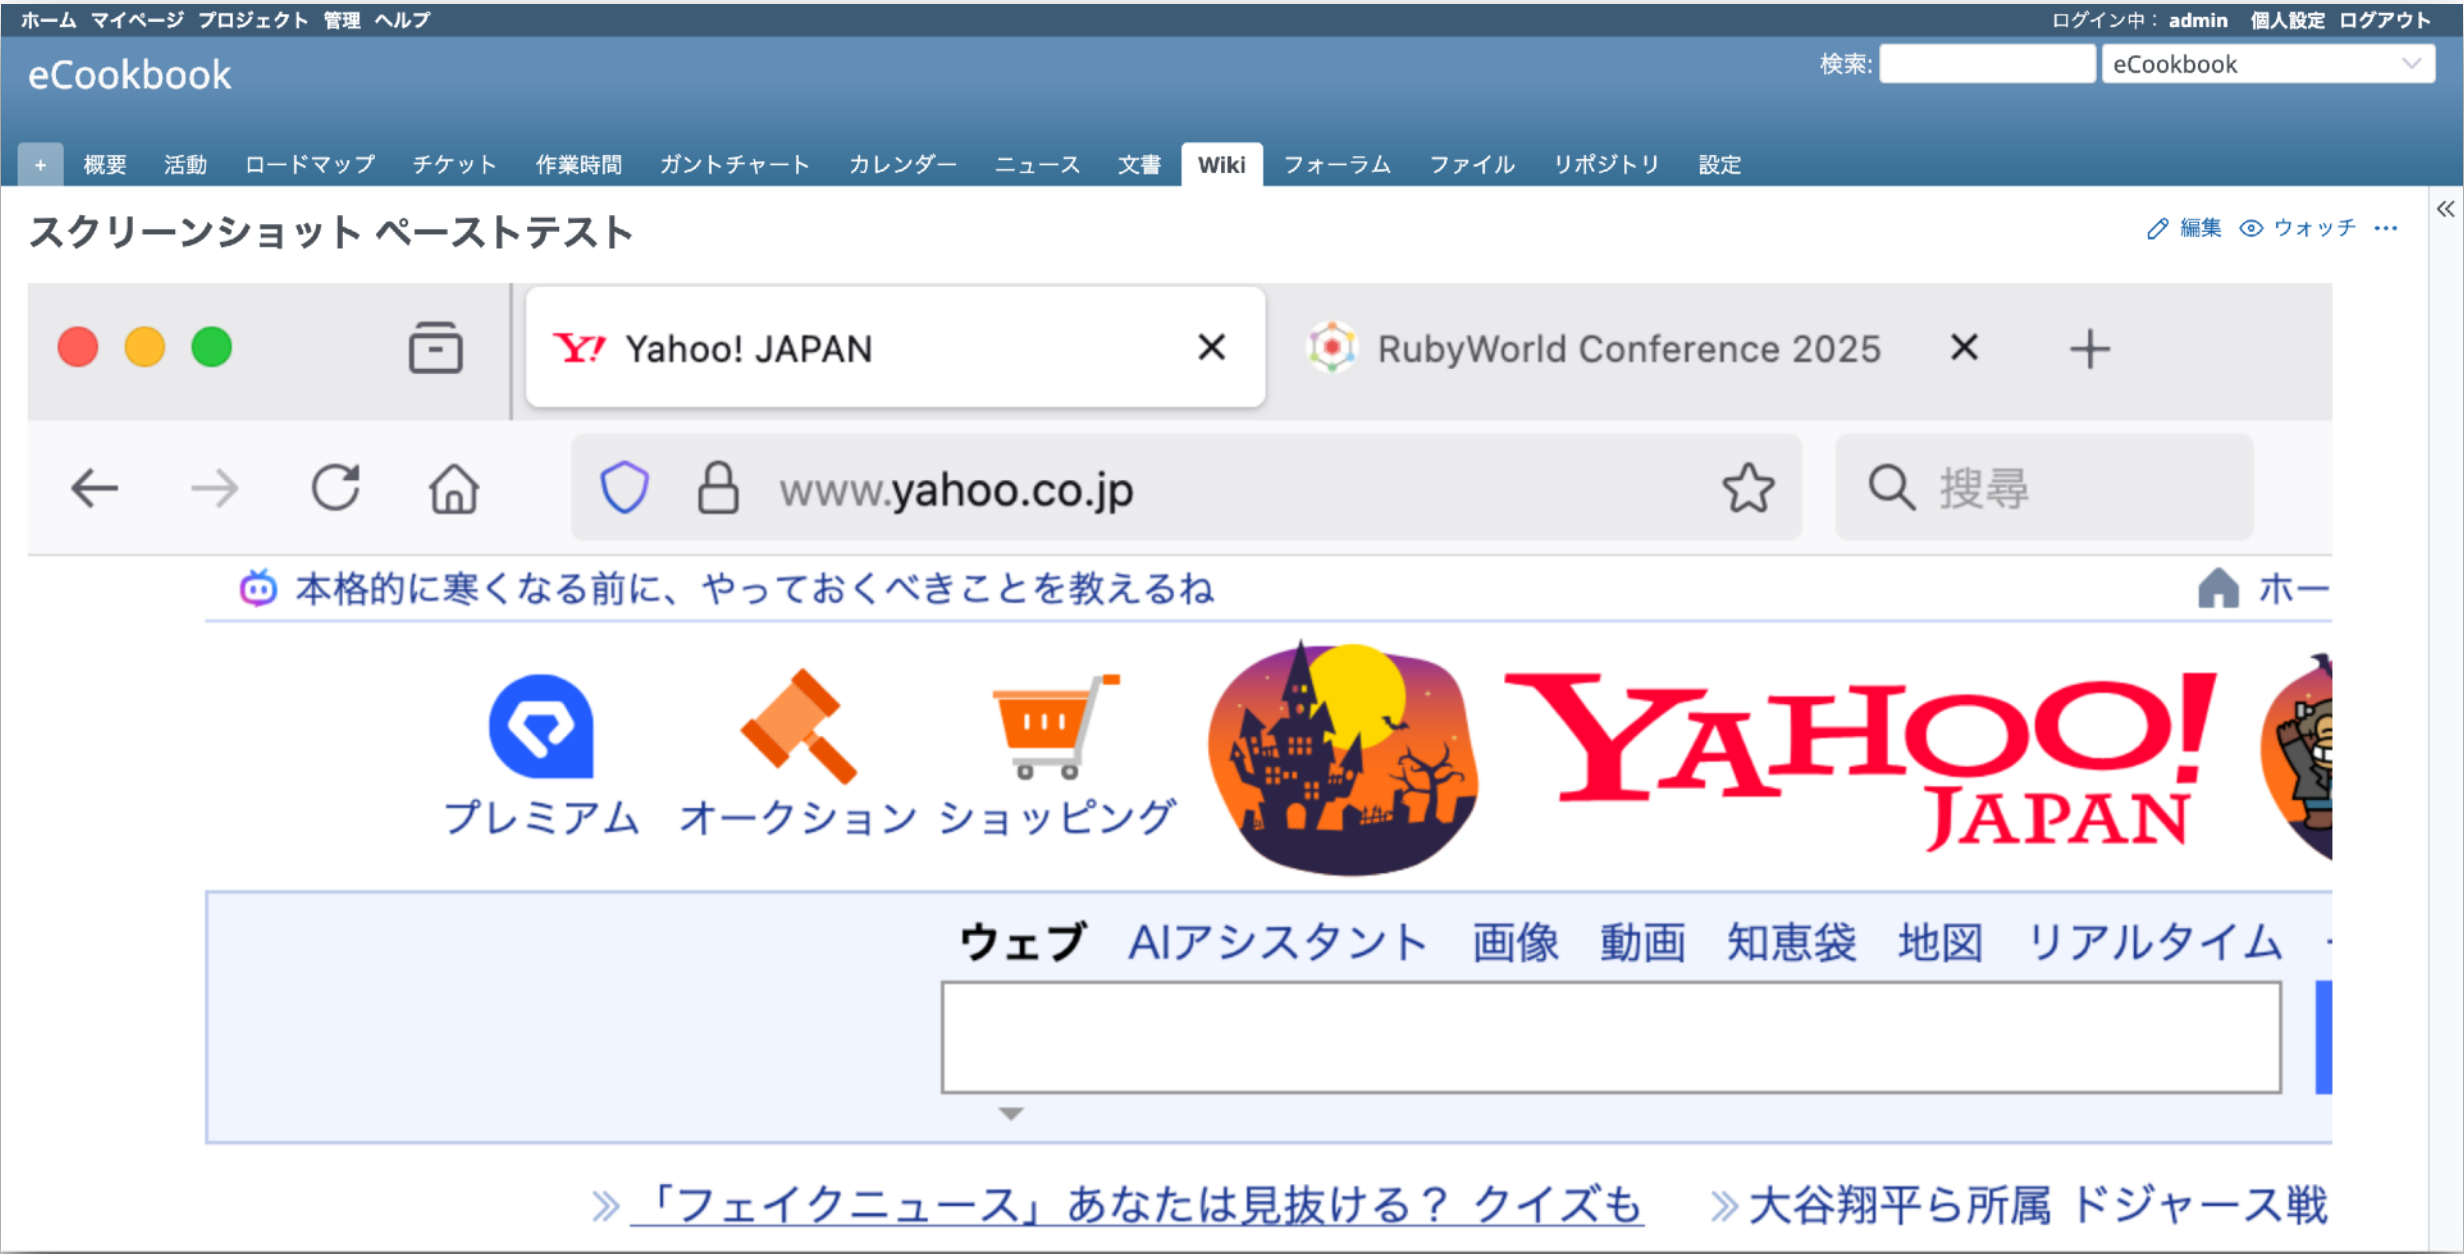 ホーム マイページ プロジェクト 管理 ヘルプ
ログイン中： admin 個人設定 ログアウト
eCookbook
検索: eCookbook
+ 概要 活動 ロードマップ チケット 作業時間 ガントチャート カレンダー ニュース 文書 Wiki フォーラム ファイル リポジトリ 設定
スクリーンショット ペーストテスト
編集 ウォッチ ...
Y! Yahoo! JAPAN
RubyWorld Conference 2025
www.yahoo.co.jp
搜尋
本格的に寒くなる前に、やっておくべきことを教えるね
ホー
プレミアム オークション ショッピング
YAHOO!
JAPAN
ウェブ AIアシスタント 画像 動画 知恵袋 地図 リアルタイム
「フェイクニュース」あなたは見抜ける？ クイズも
大谷翔平ら所属 ドジャース戦